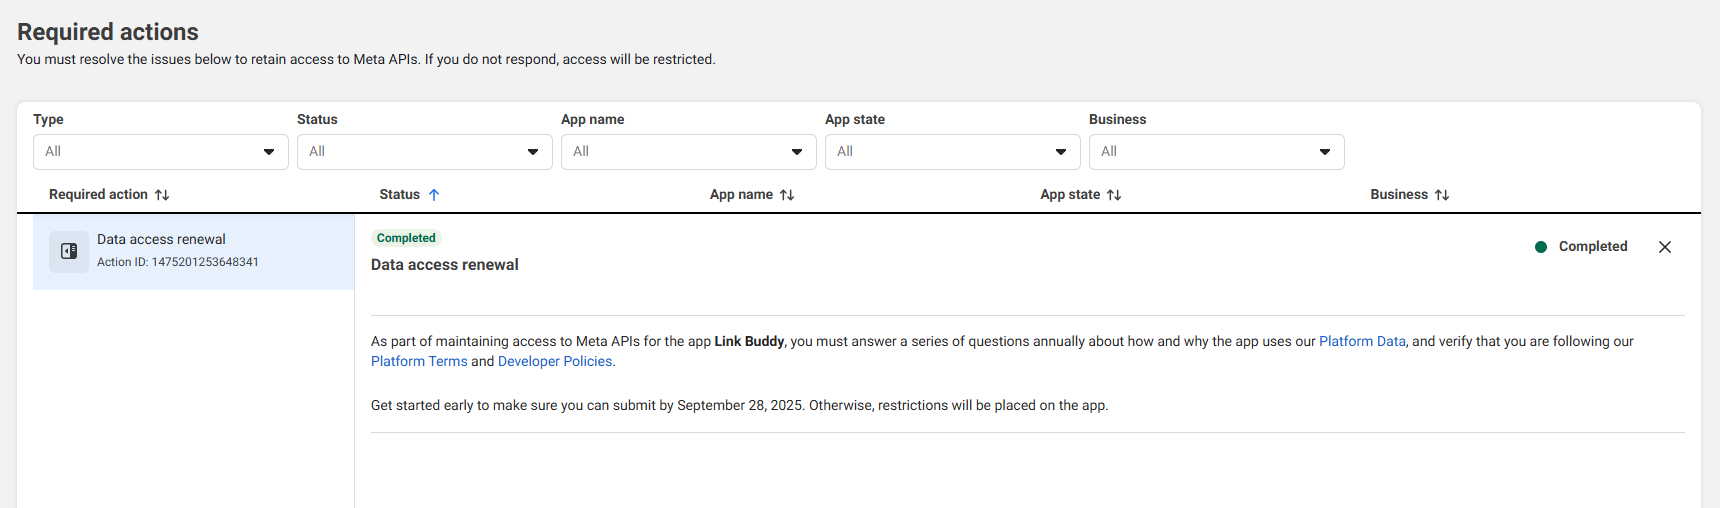 Required actions
You must resolve the issues below to retain access to Meta APIs. If you do not respond, access will be restricted.
Type
Status
App name
App state
Business
All
All
All
All
All
Required action
Status
App name
App state
Business
Data access renewal
Action ID: 1475201253648341
Completed
Data access renewal
Completed
As part of maintaining access to Meta APIs for the app Link Buddy, you must answer a series of questions annually about how and why the app uses our Platform Data, and verify that you are following our
Platform Terms and Developer Policies.
Get started early to make sure you can submit by September 28, 2025. Otherwise, restrictions will be placed on the app.